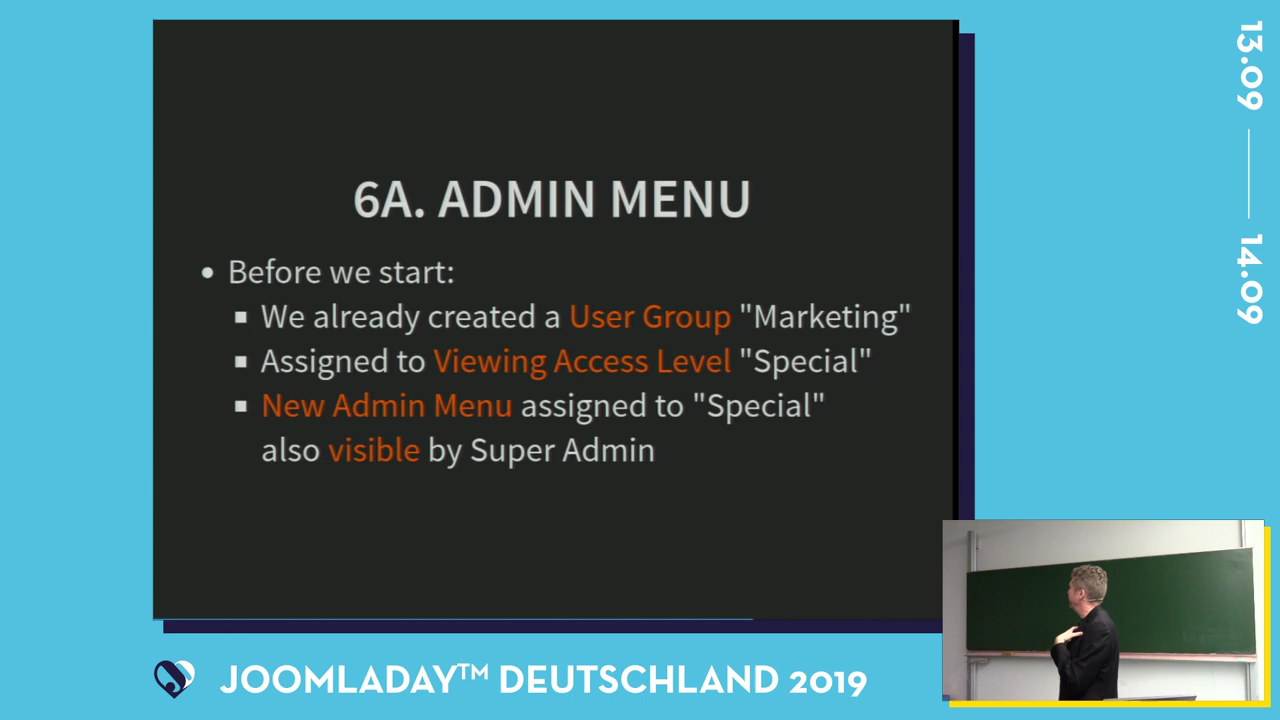 6A. ADMIN MENU
Before we start:
We already created a User Group "Marketing"
Assigned to Viewing Access Level "Special"
New Admin Menu assigned to "Special"
also visible by Super Admin
13.09
14.09
JOOMLADAY™ DEUTSCHLAND 2019